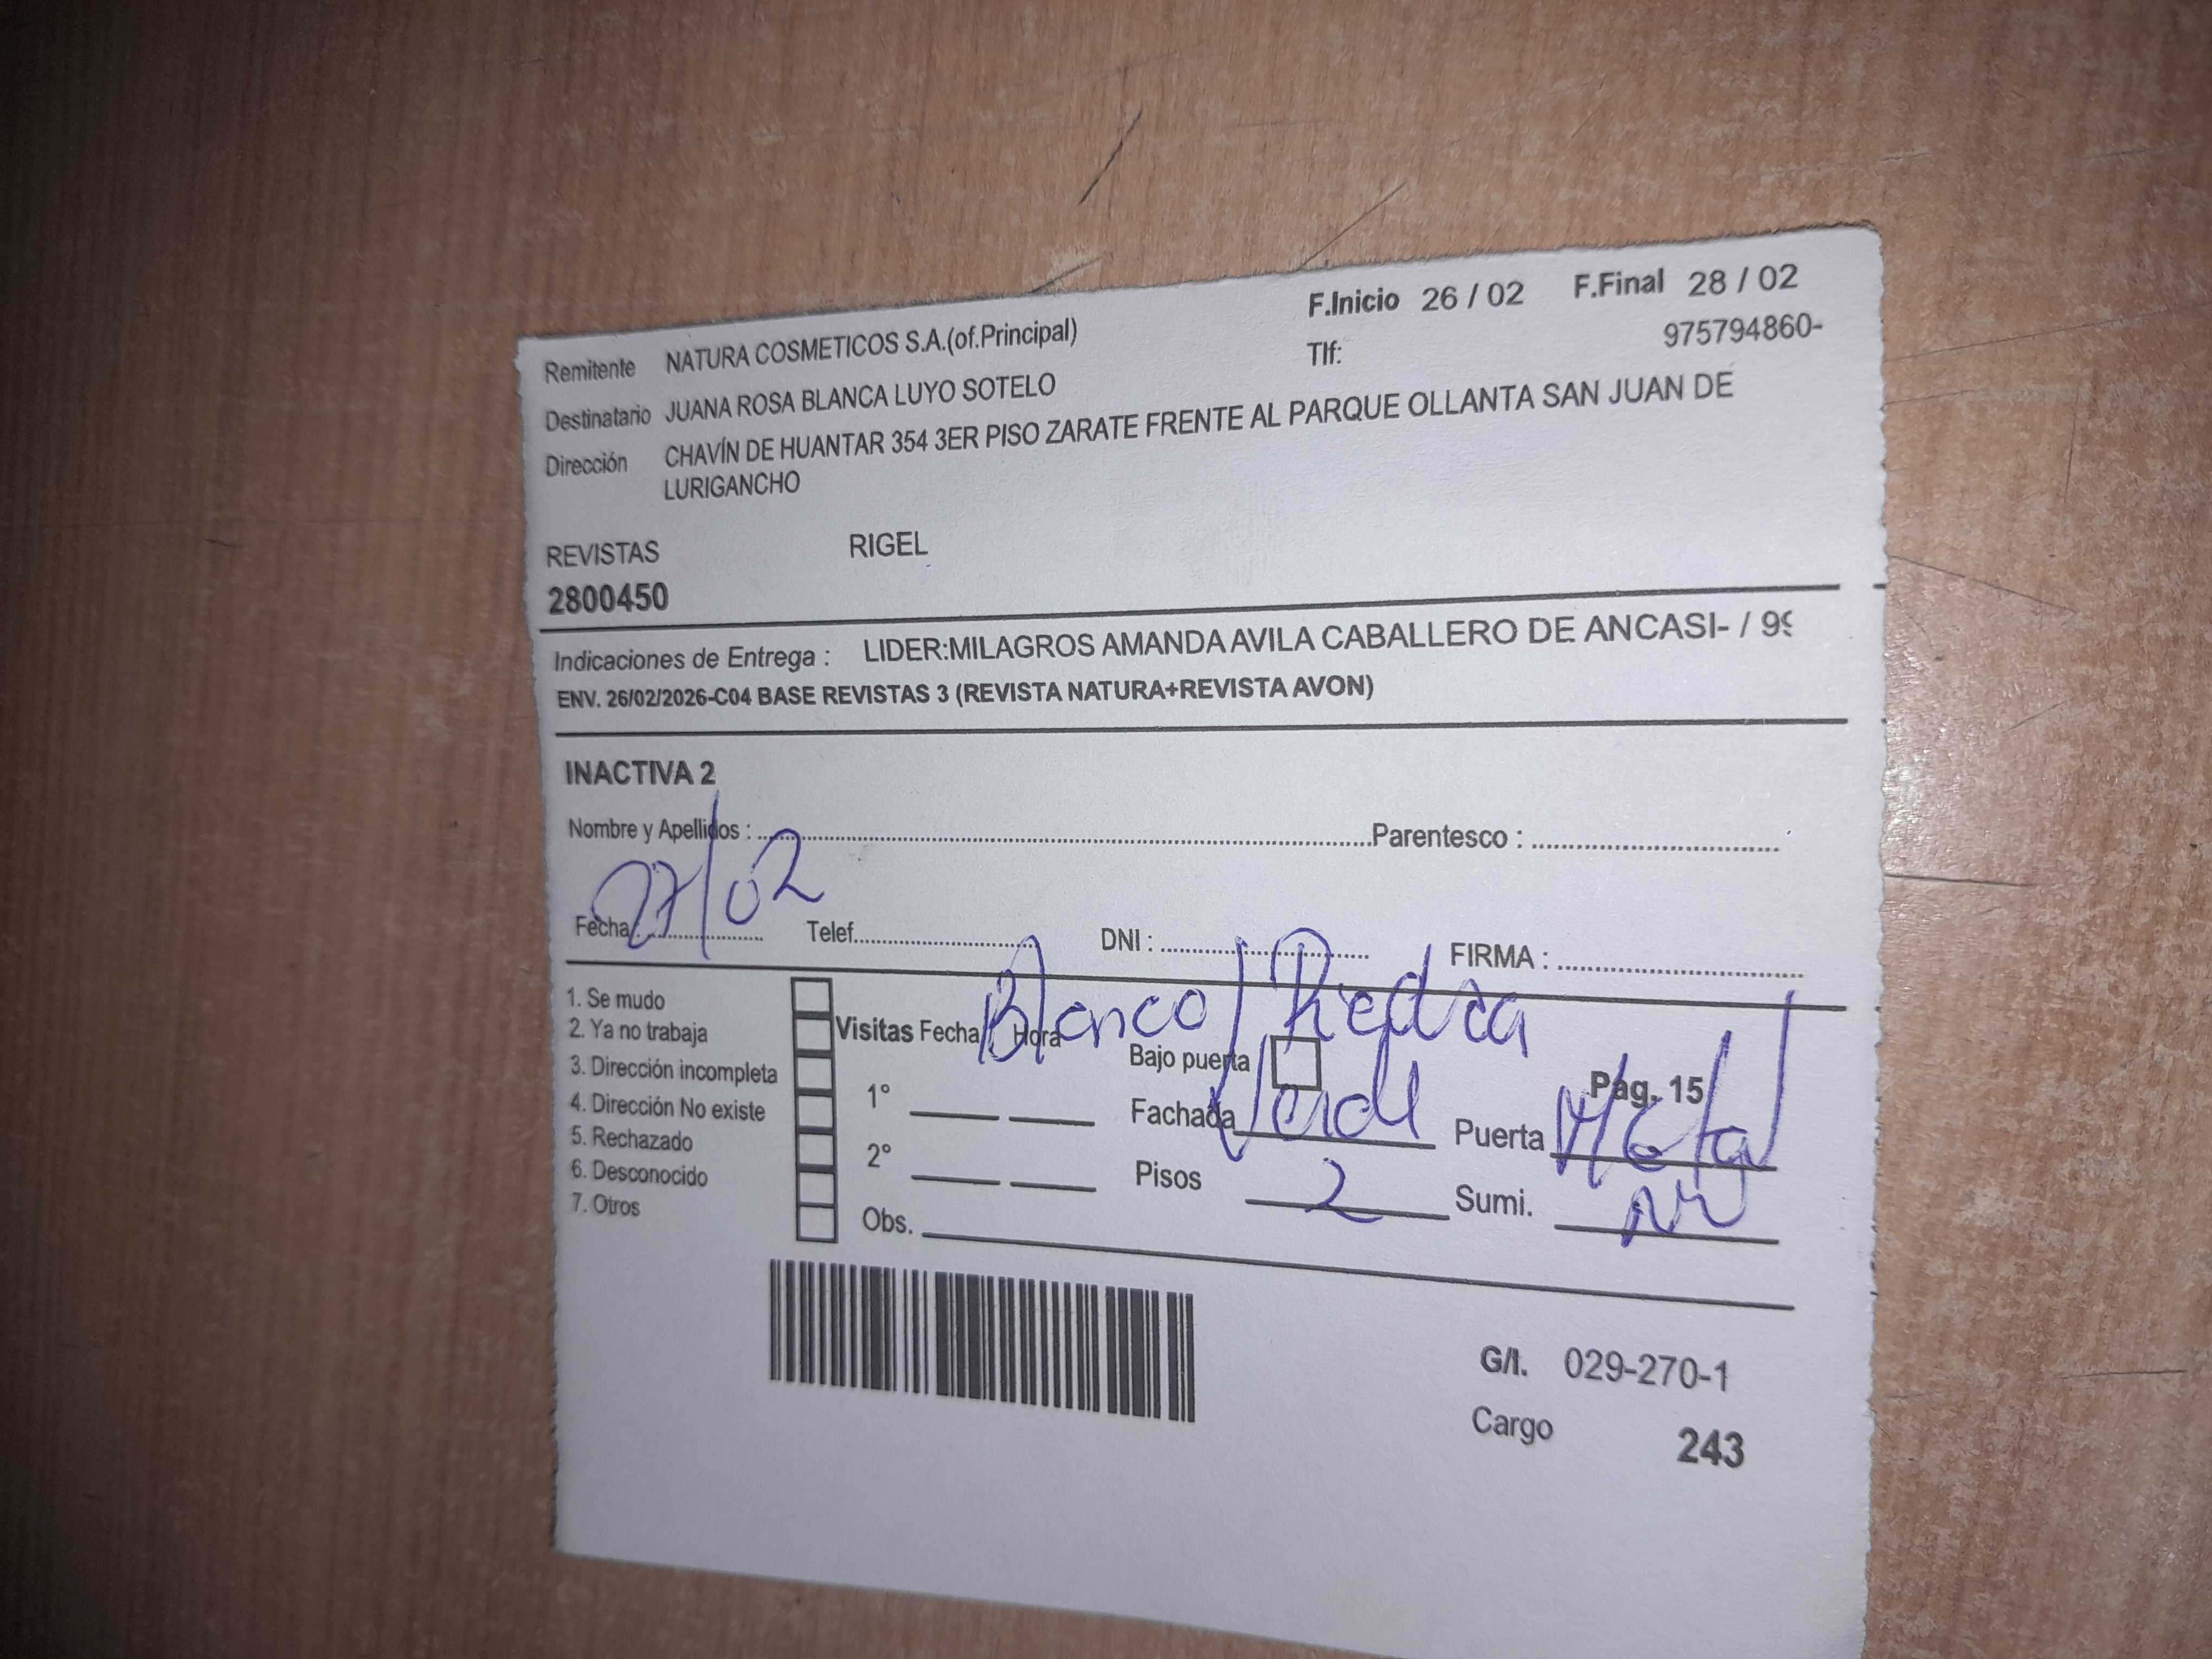 F.Inicio 26 / 02 F.Final 28 / 02
Remitente NATURA COSMETICOS S.A.(of.Principal)
Tlf: 975794860-
Destinatario JUANA ROSA BLANCA LUYO SOTELO
Dirección CHAVÍN DE HUANTAR 354 3ER PISO ZARATE FRENTE AL PARQUE OLLANTA SAN JUAN DE
LURIGANCHO
REVISTAS RIGEL
2800450
Indicaciones de Entrega : LIDER:MILAGROS AMANDA AVILA CABALLERO DE ANCASI- / 99
ENV. 26/02/2026-C04 BASE REVISTAS 3 (REVISTA NATURA+REVISTA AVON)
INACTIVA 2
Nombre y Apellidos : Parentesco :
Fecha : 27/02 Telef. DNI : FIRMA :
1. Se mudo
2. Ya no trabaja
3. Dirección incompleta
4. Dirección No existe
5. Rechazado
6. Desconocido
7. Otros
Visitas Fecha Hora
Blanco / Piedra
Bajo puerta
Pág. 15
1° Fachada Verde Puerta Metal
2° Pisos 2 Sumi.
Obs.
G/I. 029-270-1
Cargo 243